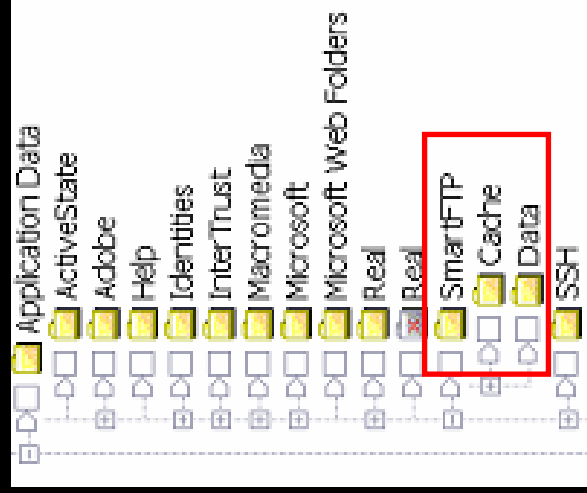 Application Data
ActiveState
Adobe
Help
Identities
InterTrust
Macromedia
Microsoft
Microsoft Web Folders
Real
Real
SmartFTP
Cache
Data
SSH